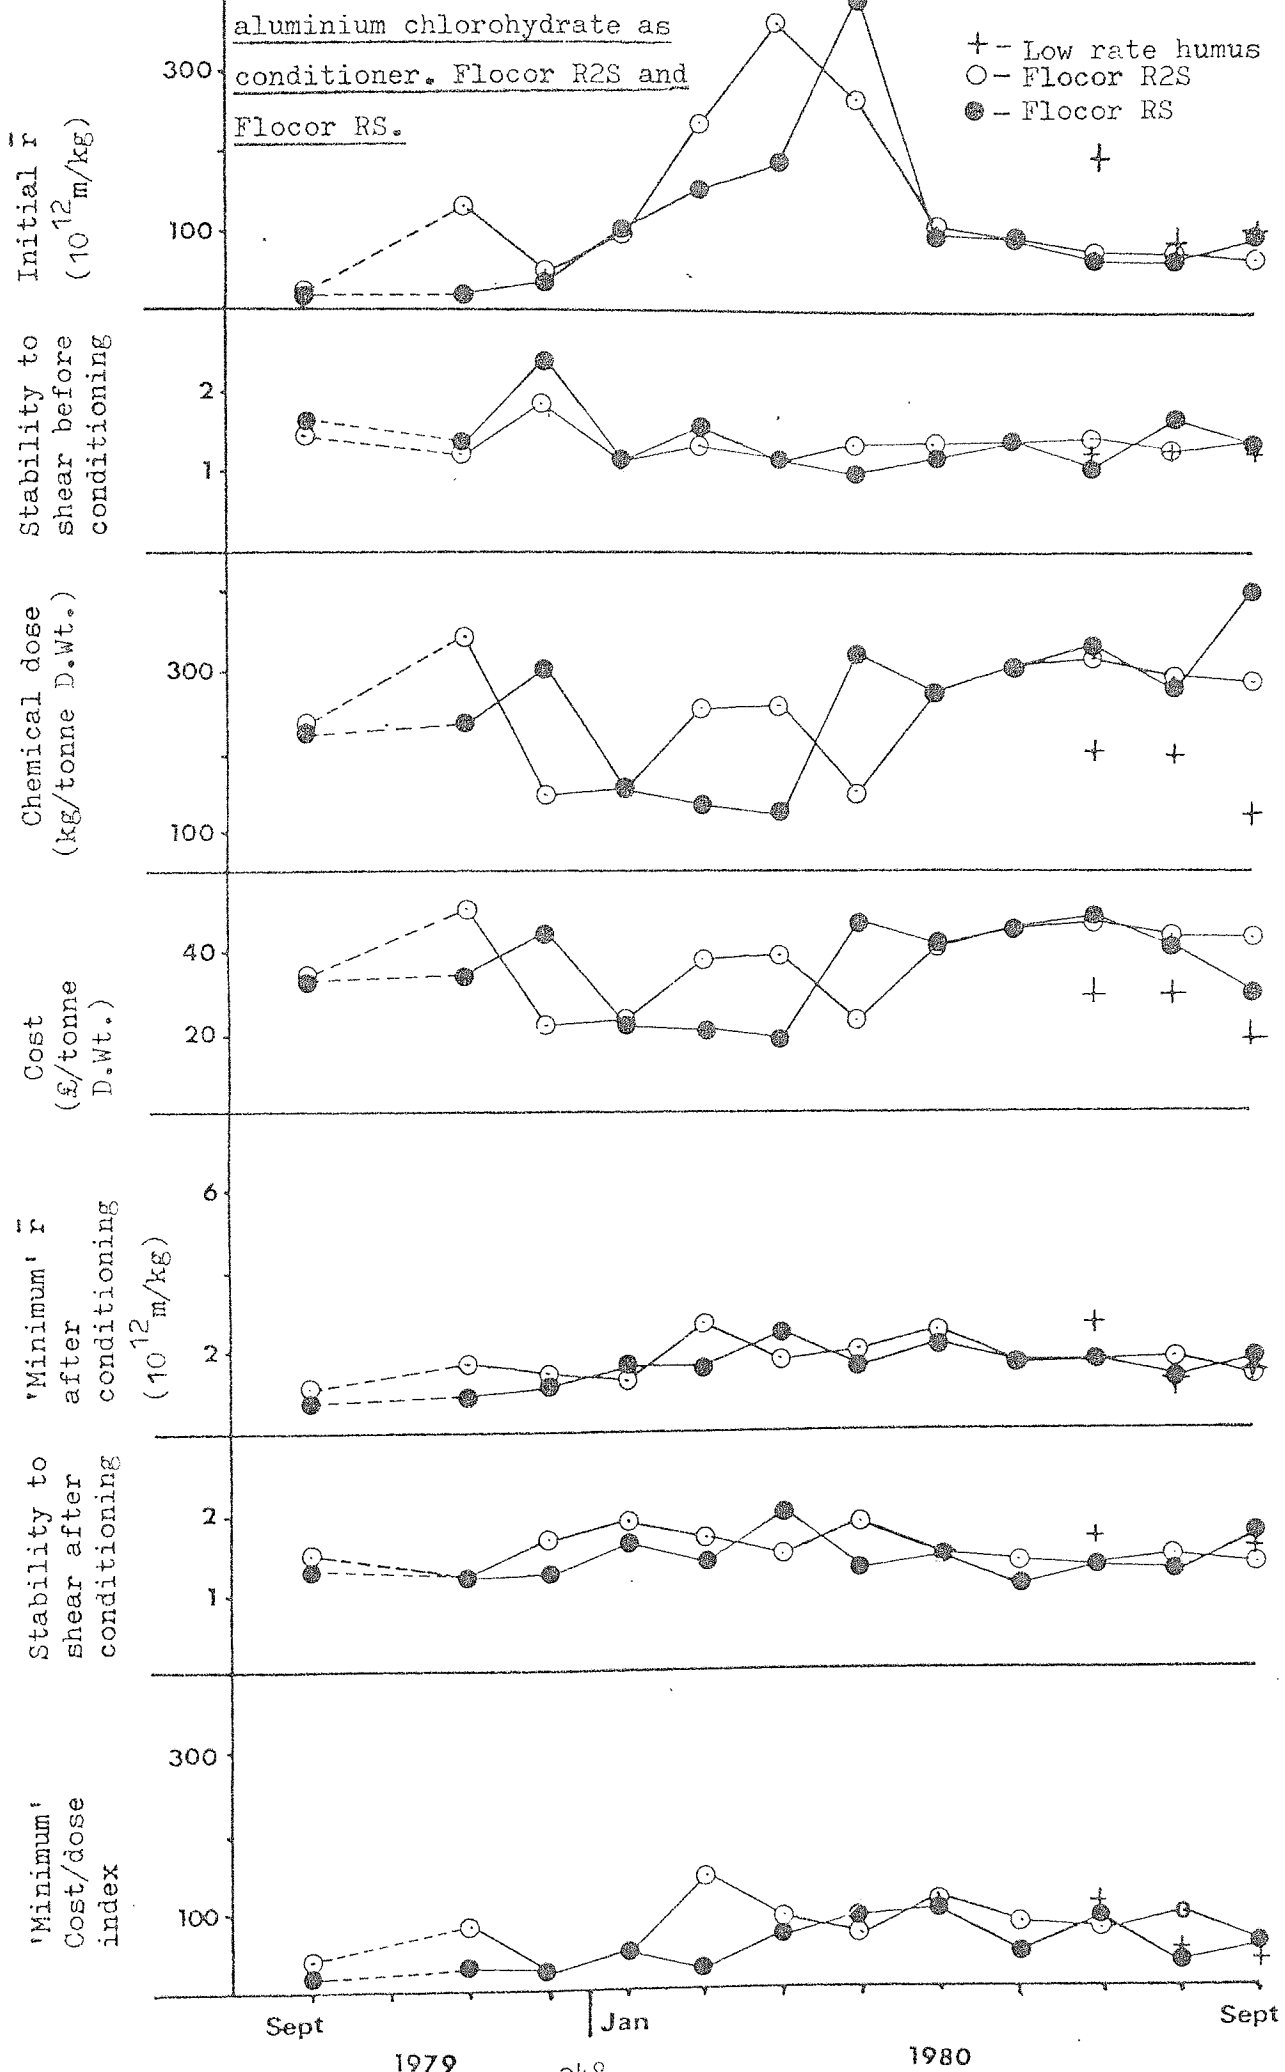 aluminium chlorohydrate as
conditioner. Flocor R2S and
Flocor RS.
+ – Low rate humus
○ – Flocor R2S
● – Flocor RS
Initial r̄
(10¹²m/kg)
300
100
Stability to
shear before
conditioning
2
1
Chemical dose
(kg/tonne D.Wt.)
300
100
Cost
(£/tonne
D.Wt.)
40
20
'Minimum' r̄
after
conditioning
(10¹²m/kg)
6
2
Stability to
shear after
conditioning
2
1
'Minimum'
Cost/dose
index
300
100
Sept
Jan
Sept
1979
1980